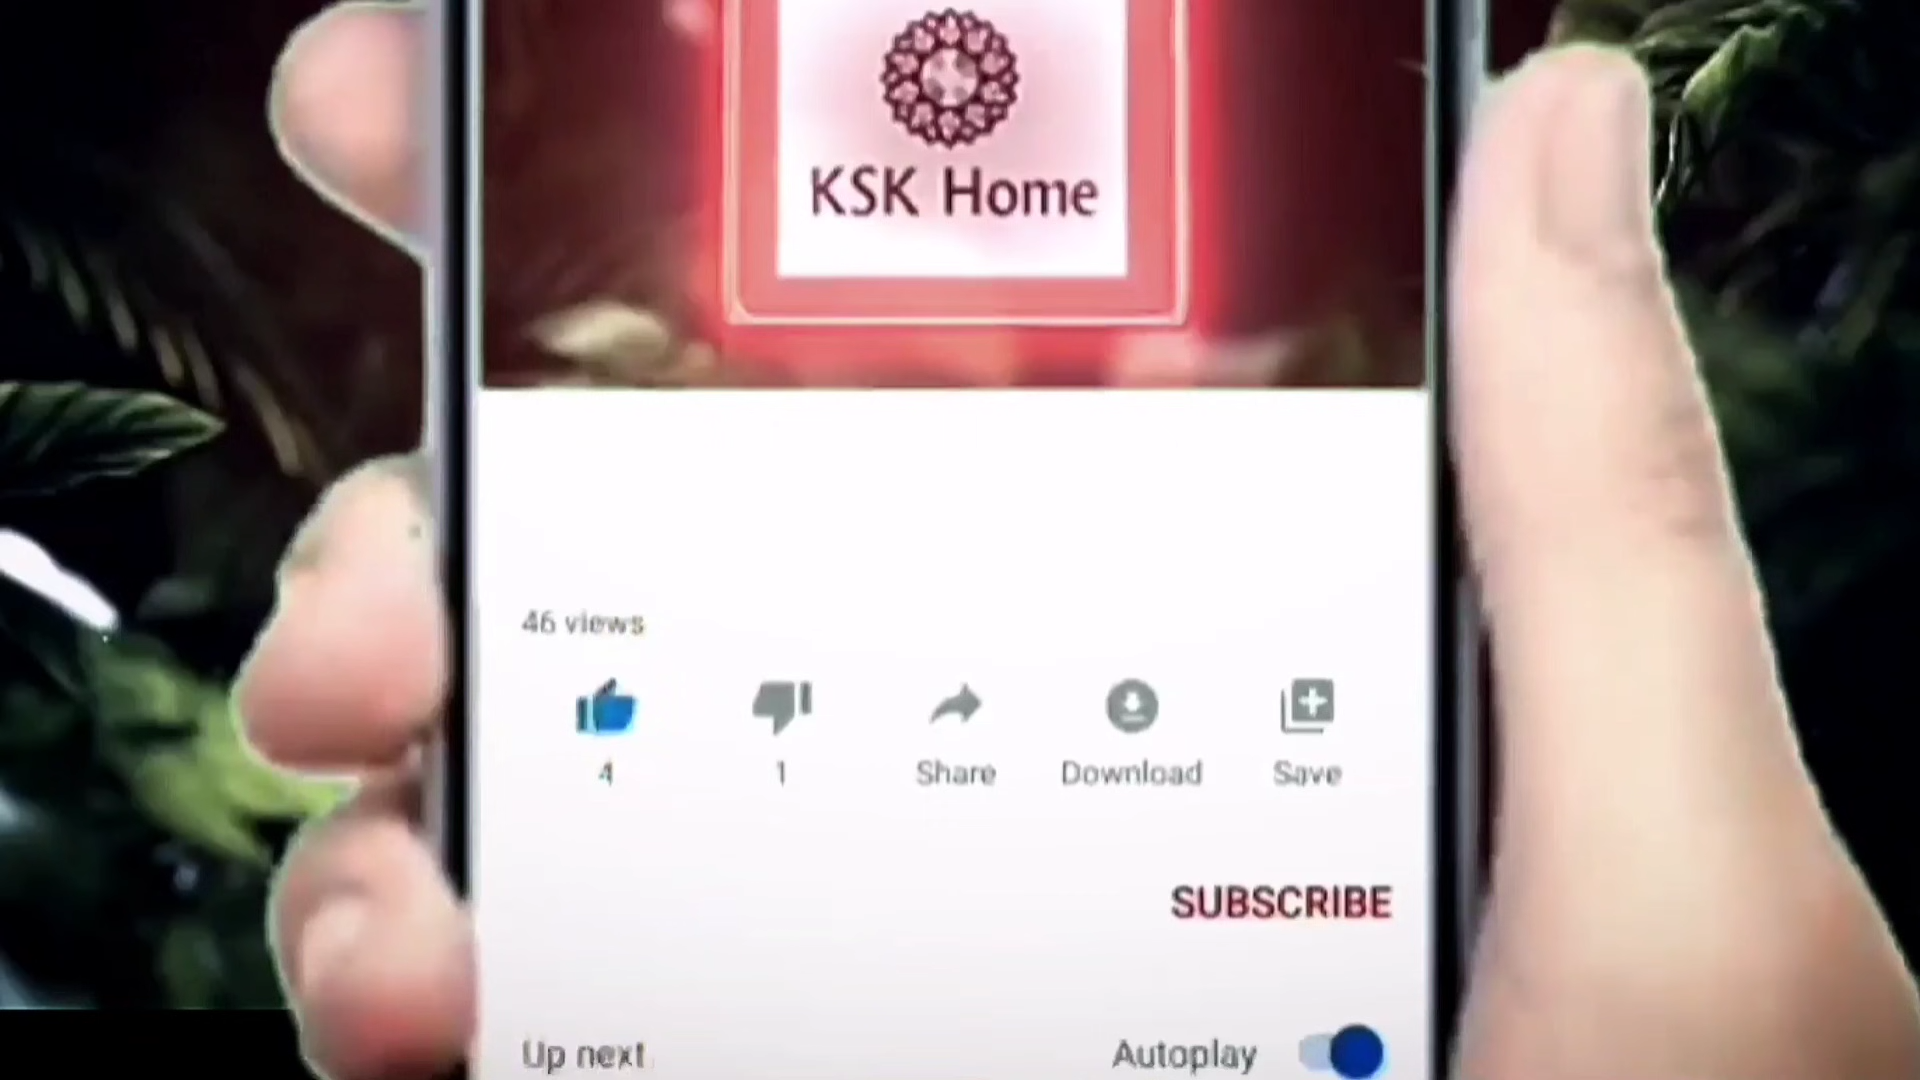 KSK Home
46 views
4
1
Share
Download
Save
SUBSCRIBE
Up next
Autoplay